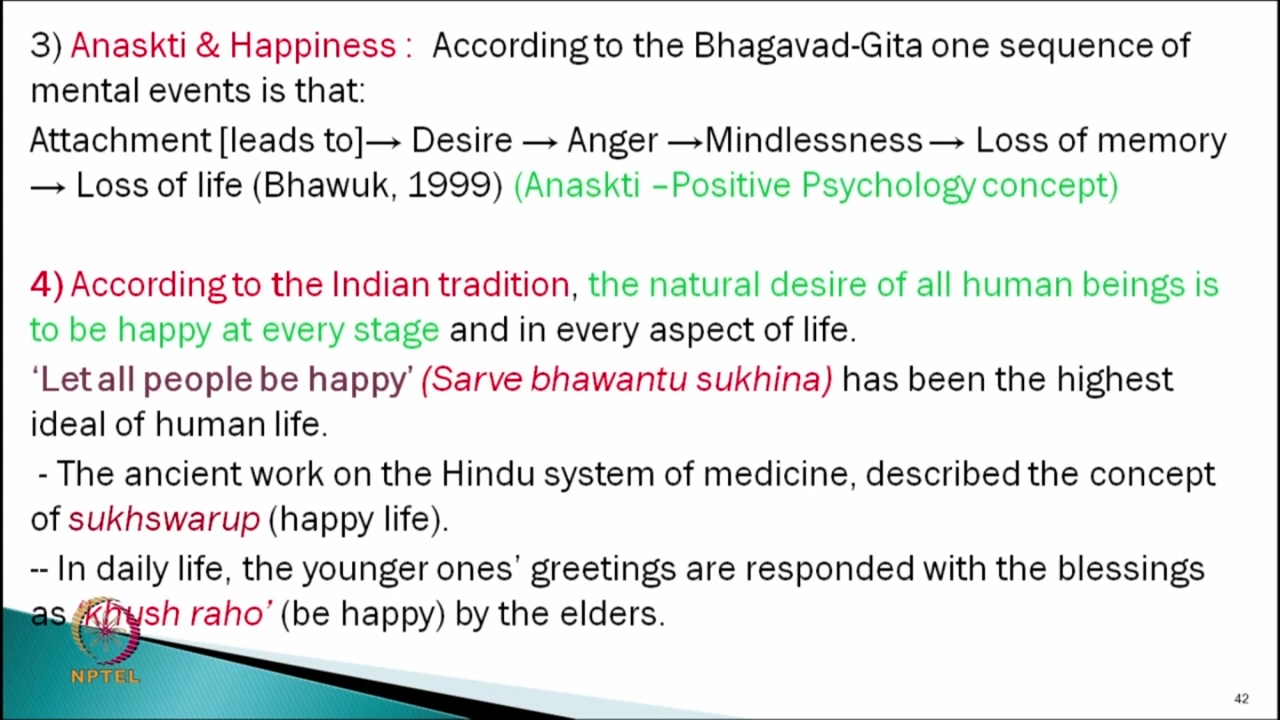 3) Anaskti & Happiness : According to the Bhagavad-Gita one sequence of
mental events is that:
Attachment [leads to]→ Desire → Anger →Mindlessness→ Loss of memory
→ Loss of life (Bhawuk, 1999) (Anaskti –Positive Psychology concept)
4) According to the Indian tradition, the natural desire of all human beings is
to be happy at every stage and in every aspect of life.
‘Let all people be happy’ (Sarve bhawantu sukhina) has been the highest
ideal of human life.
- The ancient work on the Hindu system of medicine, described the concept
of sukhswarup (happy life).
-- In daily life, the younger ones’ greetings are responded with the blessings
as ‘khush raho’ (be happy) by the elders.
NPTEL
42